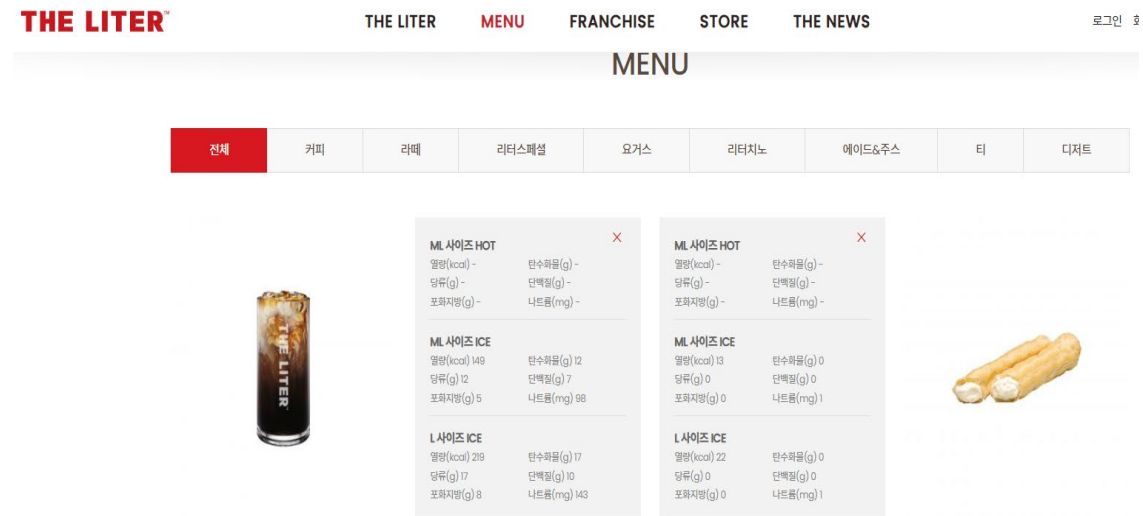 THE LITER™
THE LITER MENU FRANCHISE STORE THE NEWS
로그인
MENU
전체 커피 라떼 리터스페셜 요거스 리터치노 에이드&주스 티 디저트
THE LITER
X
ML 사이즈 HOT
열량(kcal) - 탄수화물(g) -
당류(g) - 단백질(g) -
포화지방(g) - 나트륨(mg) -
ML 사이즈 ICE
열량(kcal) 149 탄수화물(g) 12
당류(g) 12 단백질(g) 7
포화지방(g) 5 나트륨(mg) 98
L 사이즈 ICE
열량(kcal) 219 탄수화물(g) 17
당류(g) 17 단백질(g) 10
포화지방(g) 8 나트륨(mg) 143
X
ML 사이즈 HOT
열량(kcal) - 탄수화물(g) -
당류(g) - 단백질(g) -
포화지방(g) - 나트륨(mg) -
ML 사이즈 ICE
열량(kcal) 13 탄수화물(g) 0
당류(g) 0 단백질(g) 0
포화지방(g) 0 나트륨(mg) 1
L 사이즈 ICE
열량(kcal) 22 탄수화물(g) 0
당류(g) 0 단백질(g) 0
포화지방(g) 0 나트륨(mg) 1